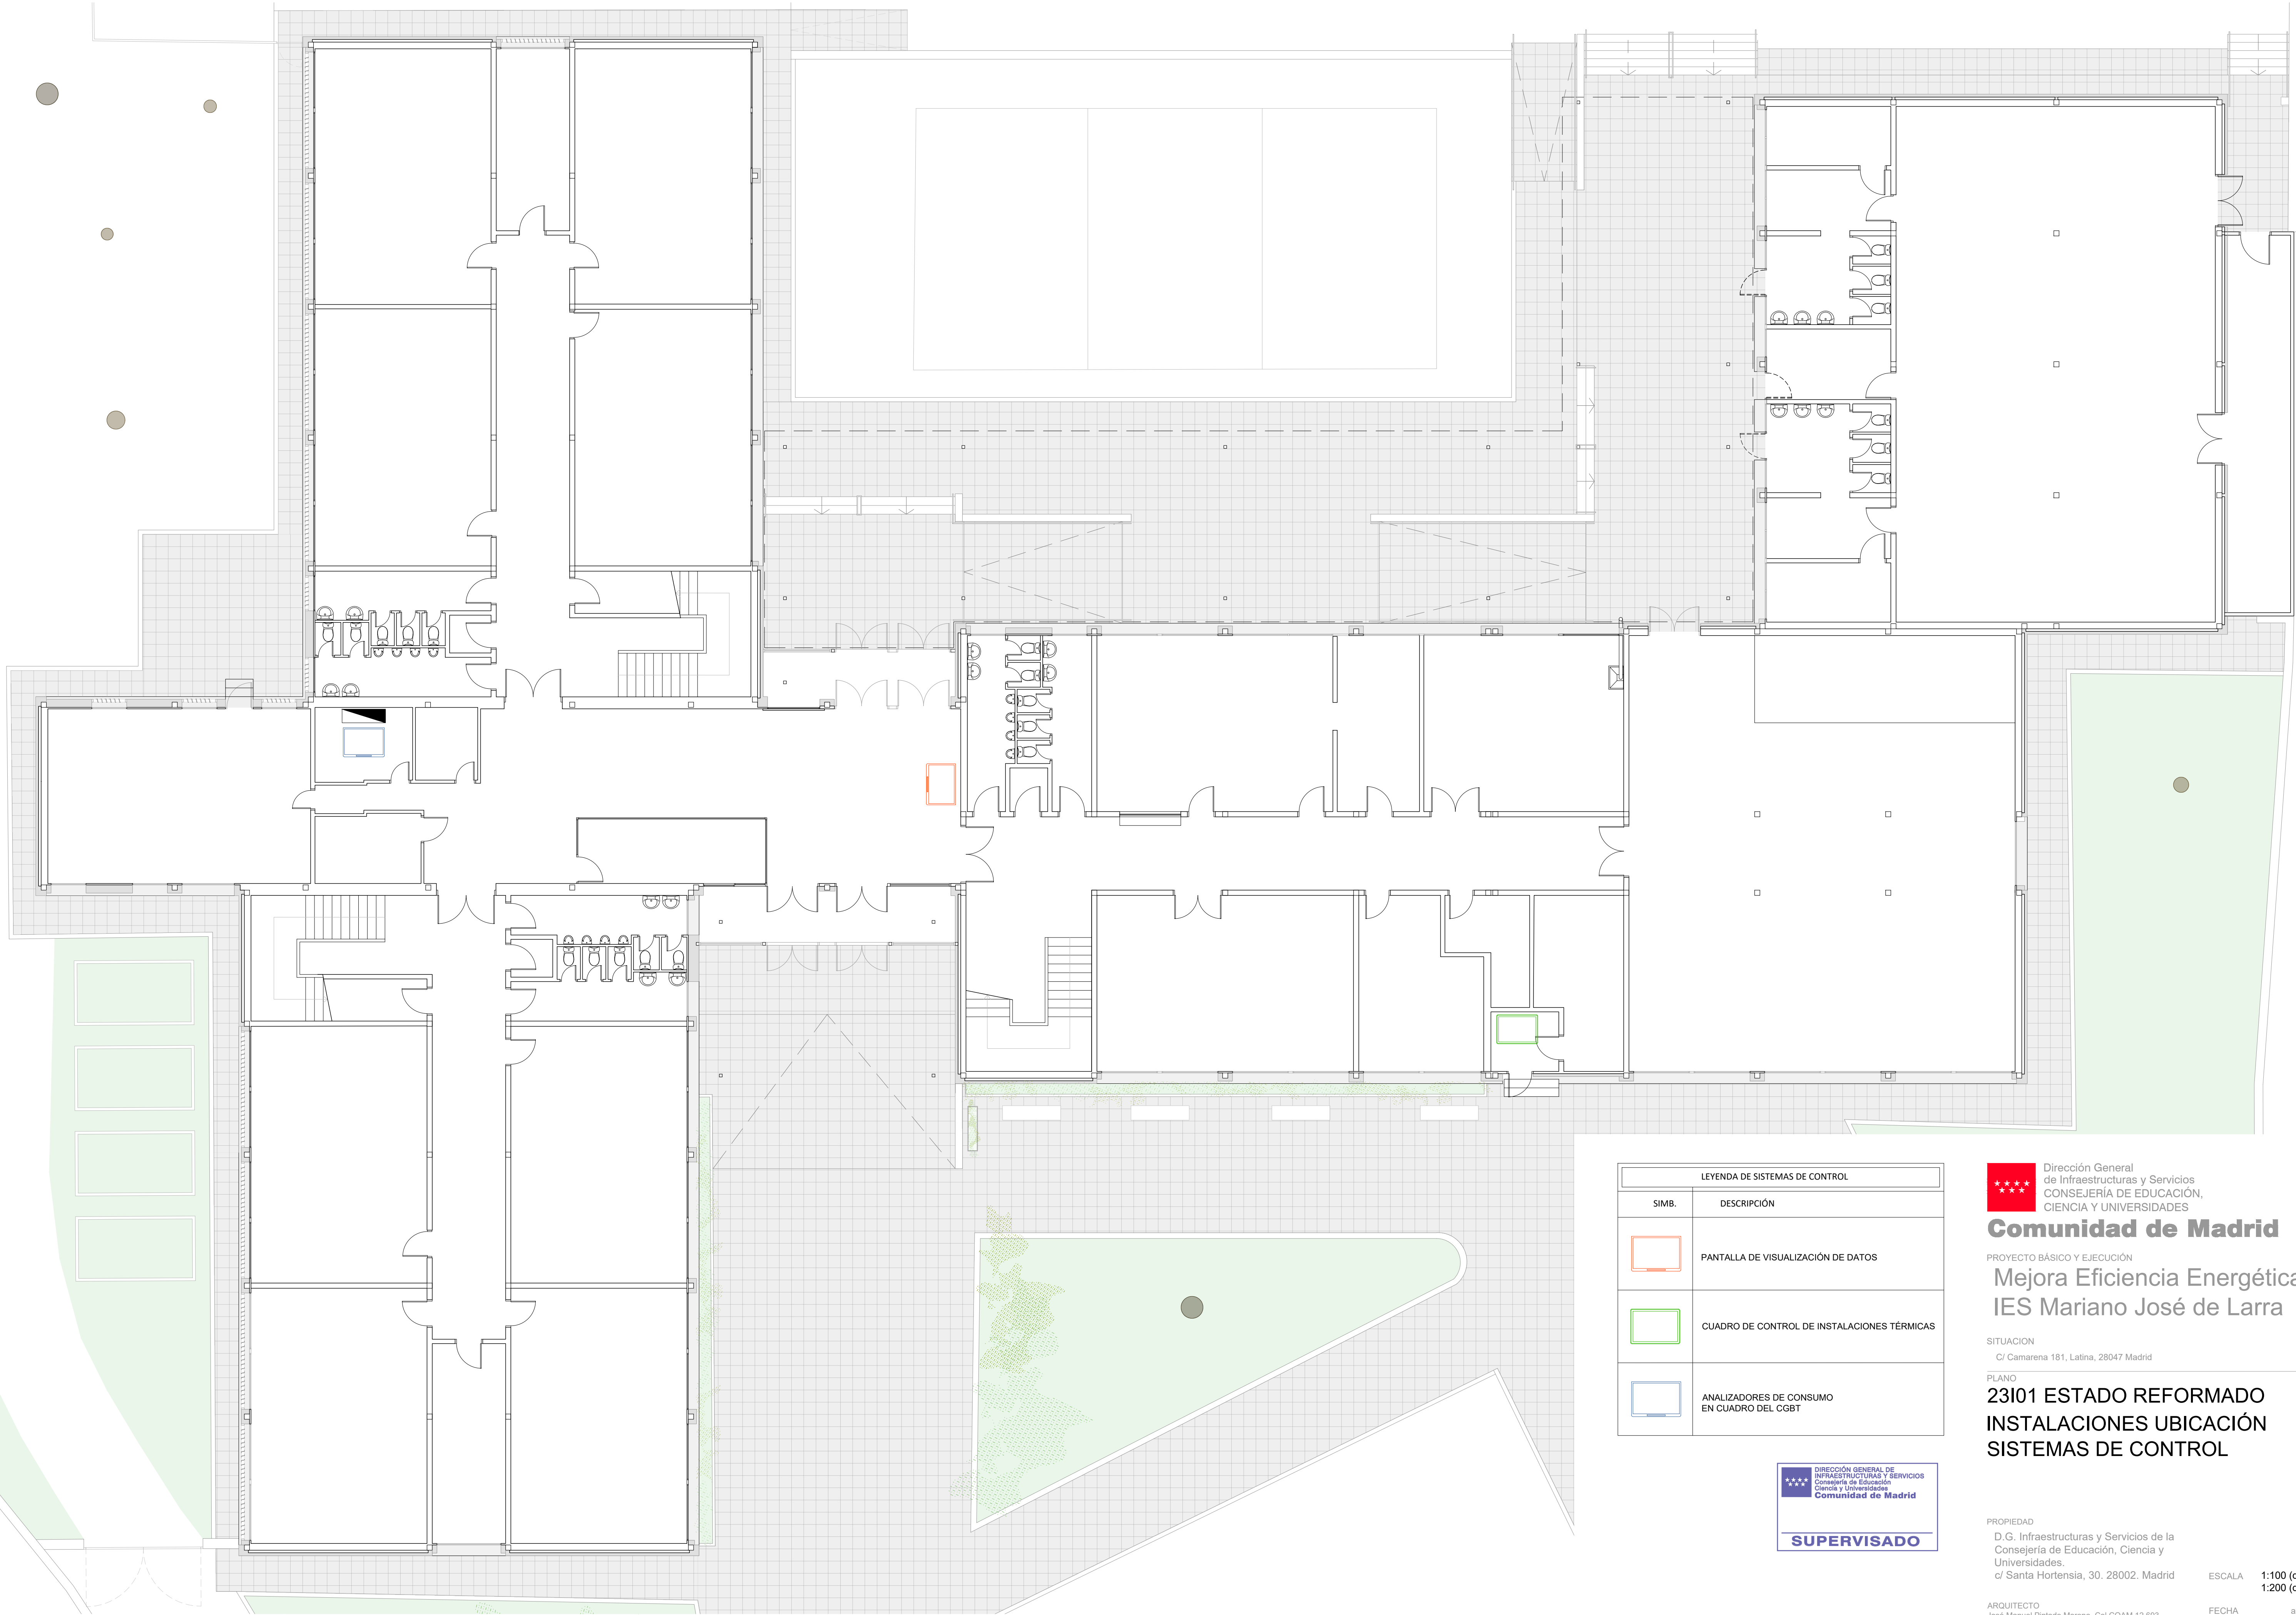 LEYENDA DE SISTEMAS DE CONTROL
SIMB. DESCRIPCIÓN
PANTALLA DE VISUALIZACIÓN DE DATOS
CUADRO DE CONTROL DE INSTALACIONES TÉRMICAS
ANALIZADORES DE CONSUMO
EN CUADRO DEL CGBT
DIRECCIÓN GENERAL DE
INFRAESTRUCTURAS Y SERVICIOS
Consejería de Educación
Ciencia y Universidades
Comunidad de Madrid
SUPERVISADO
Dirección General
de Infraestructuras y Servicios
CONSEJERÍA DE EDUCACIÓN,
CIENCIA Y UNIVERSIDADES
Comunidad de Madrid
PROYECTO BÁSICO Y EJECUCIÓN
Mejora Eficiencia Energética
IES Mariano José de Larra
SITUACION
C/ Camarena 181, Latina, 28047 Madrid
PLANO
23I01 ESTADO REFORMADO
INSTALACIONES UBICACIÓN
SISTEMAS DE CONTROL
PROPIEDAD
D.G. Infraestructuras y Servicios de la
Consejería de Educación, Ciencia y
Universidades.
c/ Santa Hortensia, 30. 28002. Madrid
ESCALA 1:100
1:200
ARQUITECTO
FECHA